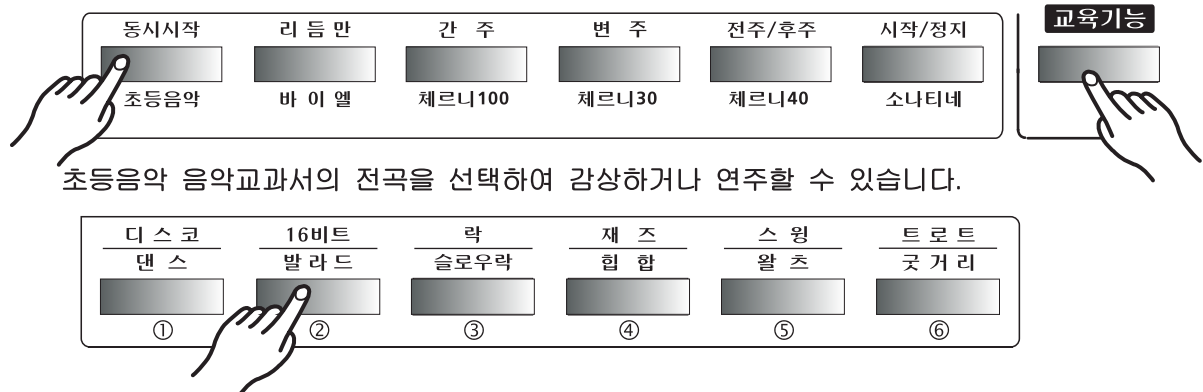 동시시작 리 듬 만 간 주 변 주 전주/후주 시작/정지 교육기능
초등음악 바 이 엘 체르니100 체르니30 체르니40 소나티네
초등음악 음악교과서의 전곡을 선택하여 감상하거나 연주할 수 있습니다.
디 스 코 16비트 락 재 즈 스 윙 트 로 트
댄 스 발 라 드 슬로우락 힙 합 왈 츠 굿 거 리
① ② ③ ④ ⑤ ⑥